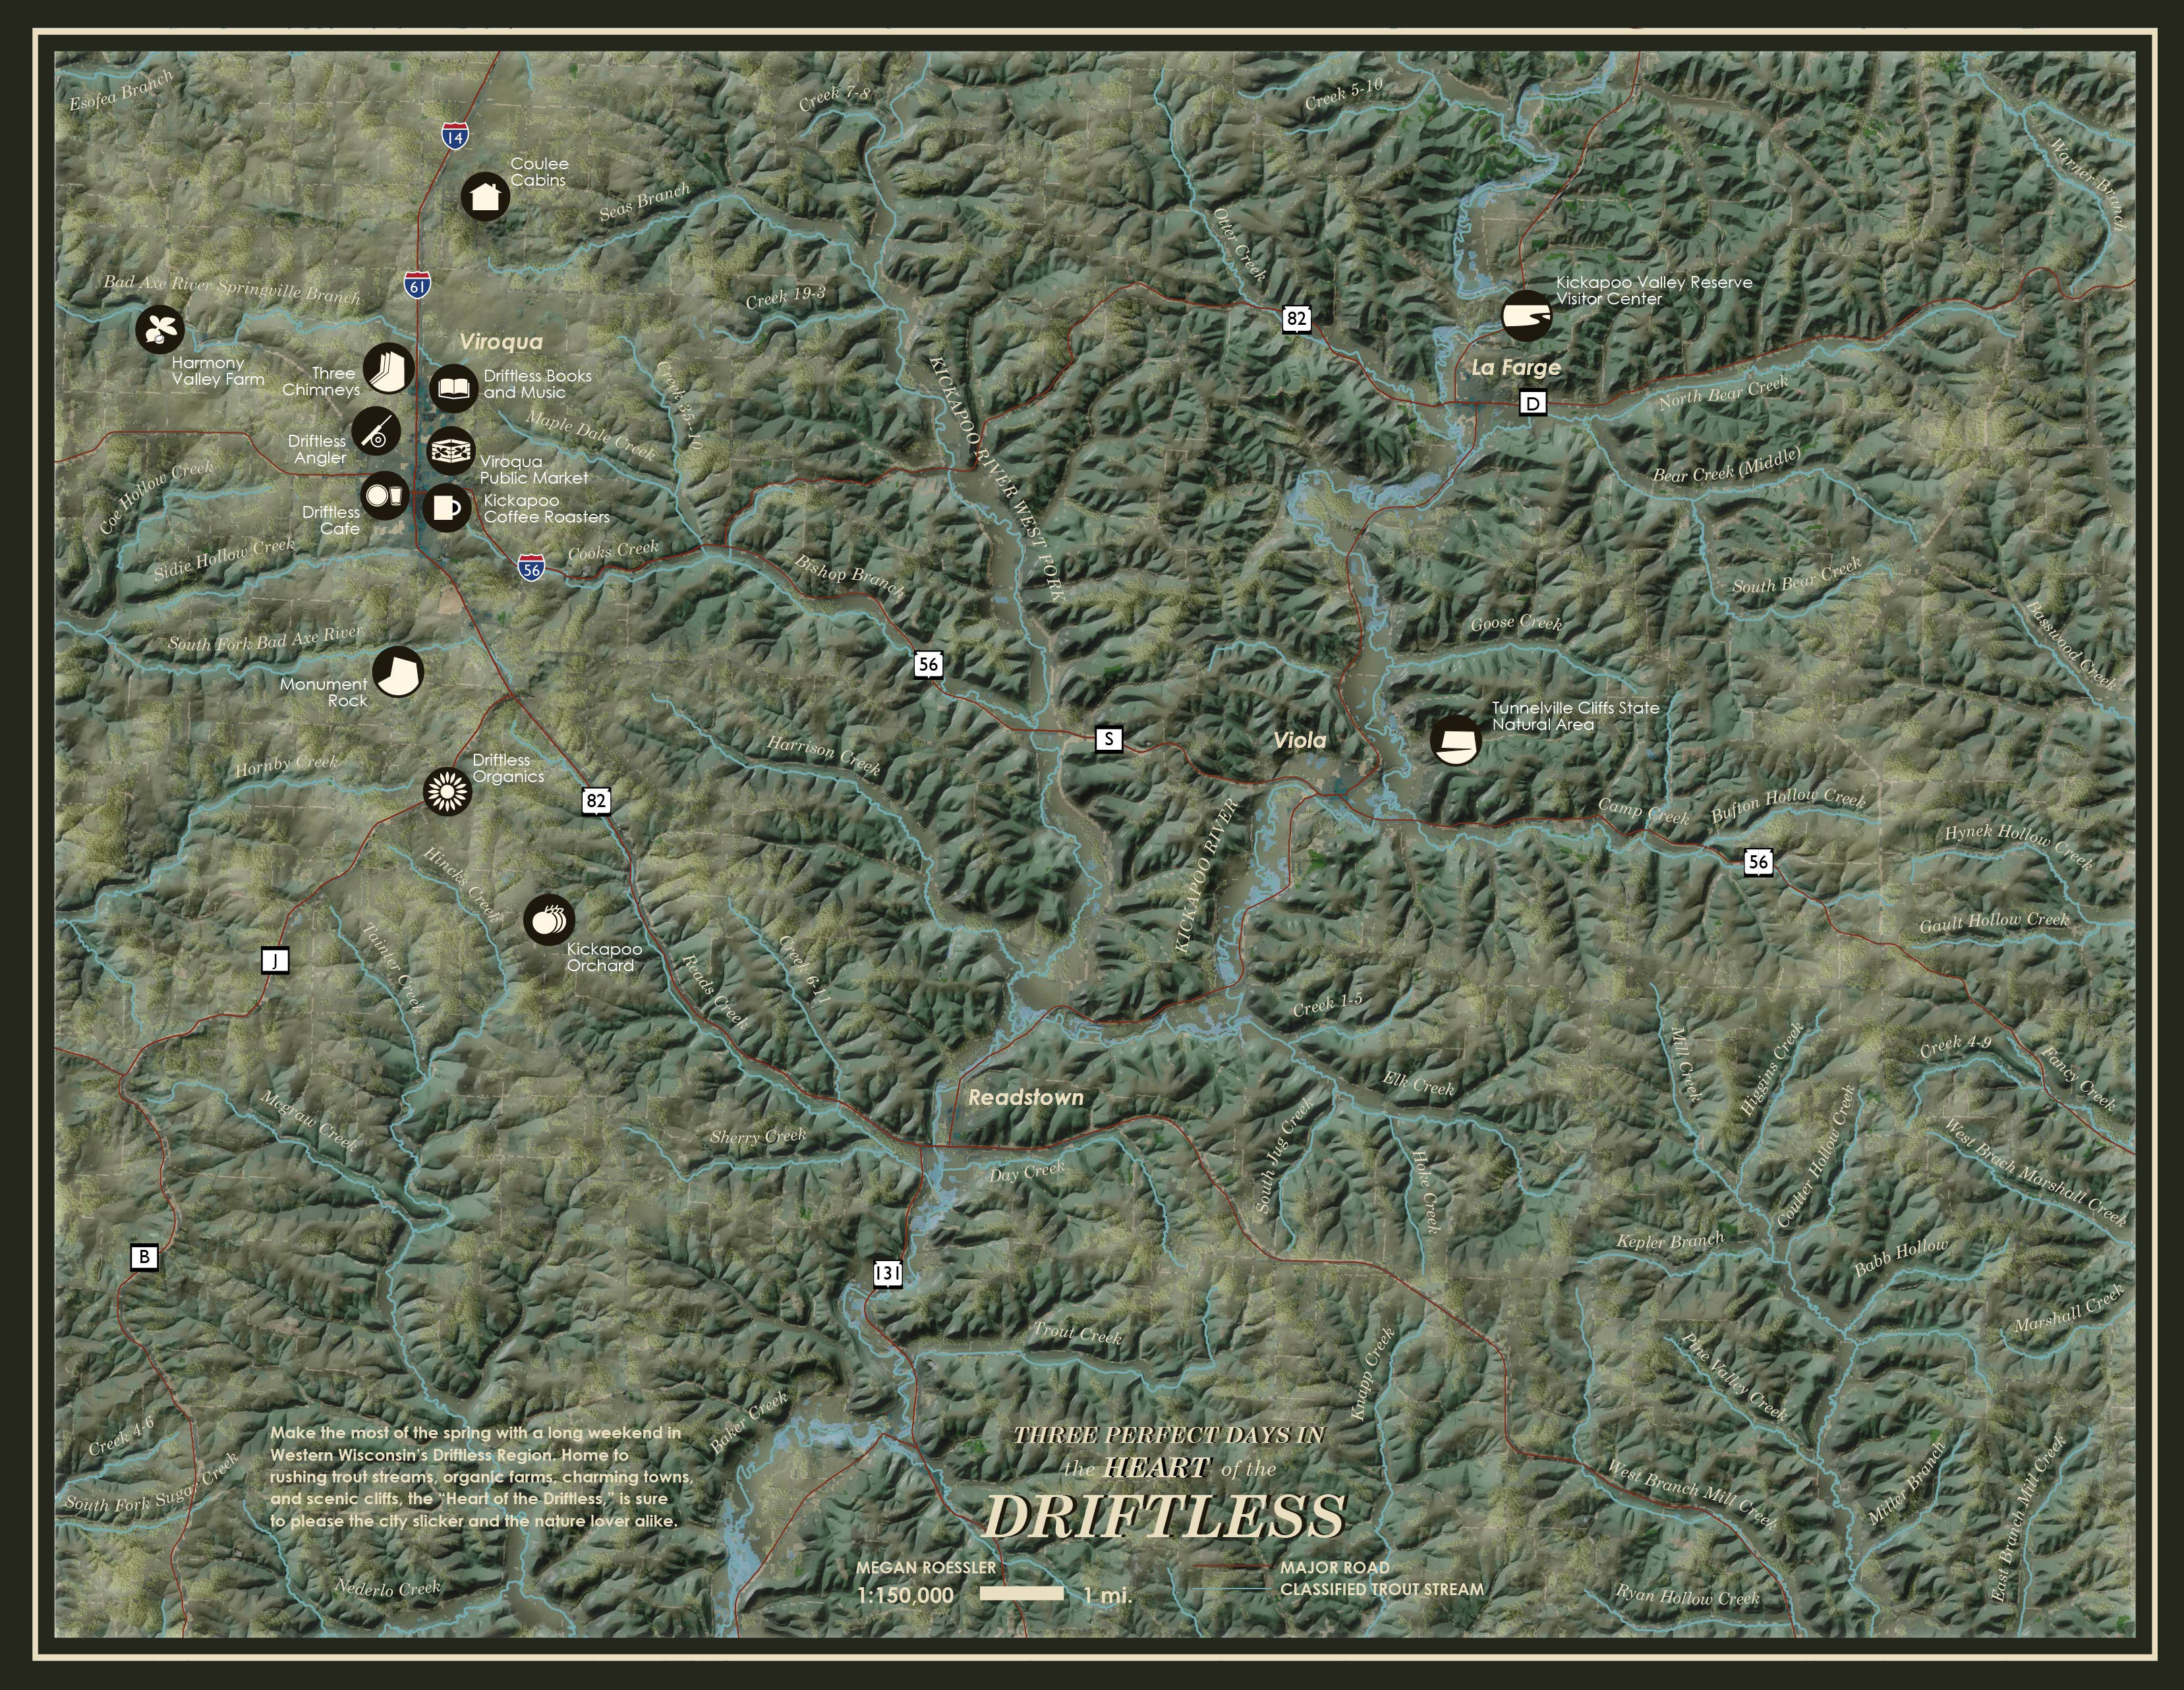 Esofea Branch
Creek 7-8
Creek 5-10
Warner Branch
14
Coulee
Cabins
Seas Branch
Otter Creek
61
Bad Axe River Springville Branch
Creek 19-3
Kickapoo Valley Reserve
Visitor Center
82
Harmony
Valley Farm
Viroqua
Three
Chimneys
Driftless Books
and Music
Creek 35-10
KICKAPOO RIVER WEST FORK
La Farge
D
North Bear Creek
Maple Dale Creek
Driftless
Angler
Viroqua
Public Market
Coe Hollow Creek
Bear Creek (Middle)
Driftless
Cafe
Kickapoo
Coffee Roasters
Sidie Hollow Creek
56
Cooks Creek
Bishop Branch
South Bear Creek
Basswood Creek
South Fork Bad Axe River
Goose Creek
56
Monument
Rock
Tunnelville Cliffs State
Natural Area
S
Viola
Harrison Creek
Hornby Creek
Driftless
Organics
82
KICKAPOO RIVER
Camp Creek
Bufton Hollow Creek
Hynek Hollow Creek
56
Hincks Creek
Kickapoo
Orchard
Gault Hollow Creek
J
Tainter Creek
Reads Creek
Creek 6-11
Creek 1-5
Mill Creek
Higgins Creek
Creek 4-9
Fancy Creek
Elk Creek
Readstown
Mcgraw Creek
Sherry Creek
Day Creek
South Jug Creek
Hoke Creek
Coulter Hollow Creek
West Brach Marshall Creek
B
Kepler Branch
Babb Hollow
131
Marshall Creek
Trout Creek
Knapp Creek
Pine Valley Creek
Baker Creek
Creek 4-6
South Fork Sugar Creek
Make the most of the spring with a long weekend in
Western Wisconsin's Driftless Region. Home to
rushing trout streams, organic farms, charming towns,
and scenic cliffs, the "Heart of the Driftless," is sure
to please the city slicker and the nature lover alike.
THREE PERFECT DAYS IN
the HEART of the
DRIFTLESS
West Branch Mill Creek
Miller Branch
East Branch Mill Creek
Nederlo Creek
MEGAN ROESSLER
1:150,000
1 mi.
MAJOR ROAD
CLASSIFIED TROUT STREAM
Ryan Hollow Creek